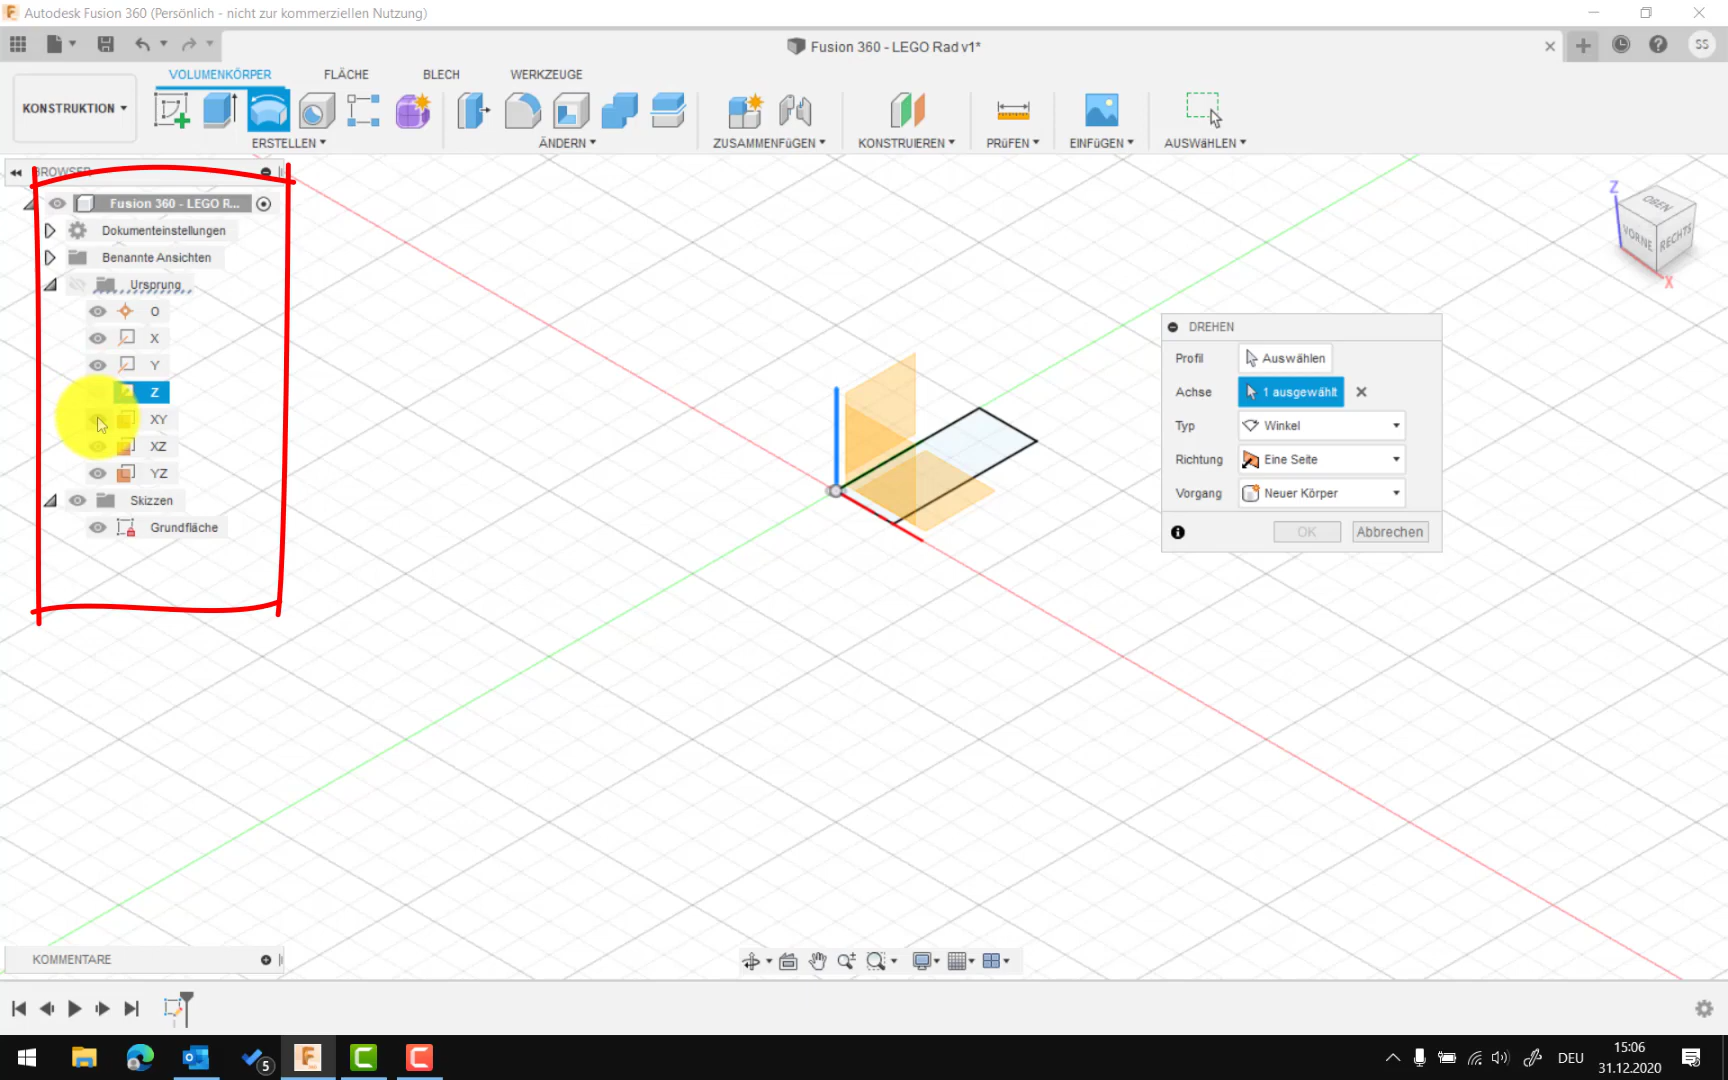 Autodesk Fusion 360 (Persönlich - nicht zur kommerziellen Nutzung)
Fusion 360 - LEGO Rad v1*
SS
VOLUMENKÖRPER
FLÄCHE
BLECH
WERKZEUGE
KONSTRUKTION
ERSTELLEN
ÄNDERN
ZUSAMMENFÜGEN
KONSTRUIEREN
PRÜFEN
EINFÜGEN
AUSWÄHLEN
BROWSER
Fusion 360 - LEGO R...
Dokumenteinstellungen
Benannte Ansichten
Ursprung
O
X
Y
Z
XY
XZ
YZ
Skizzen
Grundfläche
Z
OBEN
VORNE
RECHTS
X
DREHEN
Profil
Auswählen
Achse
1 ausgewählt
Typ
Winkel
Richtung
Eine Seite
Vorgang
Neuer Körper
OK
Abbrechen
KOMMENTARE
5
DEU
15:06
31.12.2020